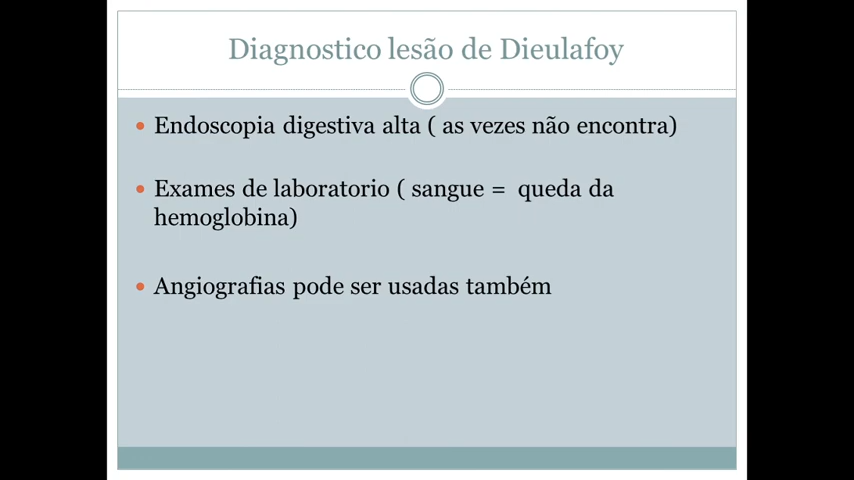 Diagnostico lesão de Dieulafoy
Endoscopia digestiva alta ( as vezes não encontra)
Exames de laboratorio ( sangue = queda da
hemoglobina)
Angiografias pode ser usadas também